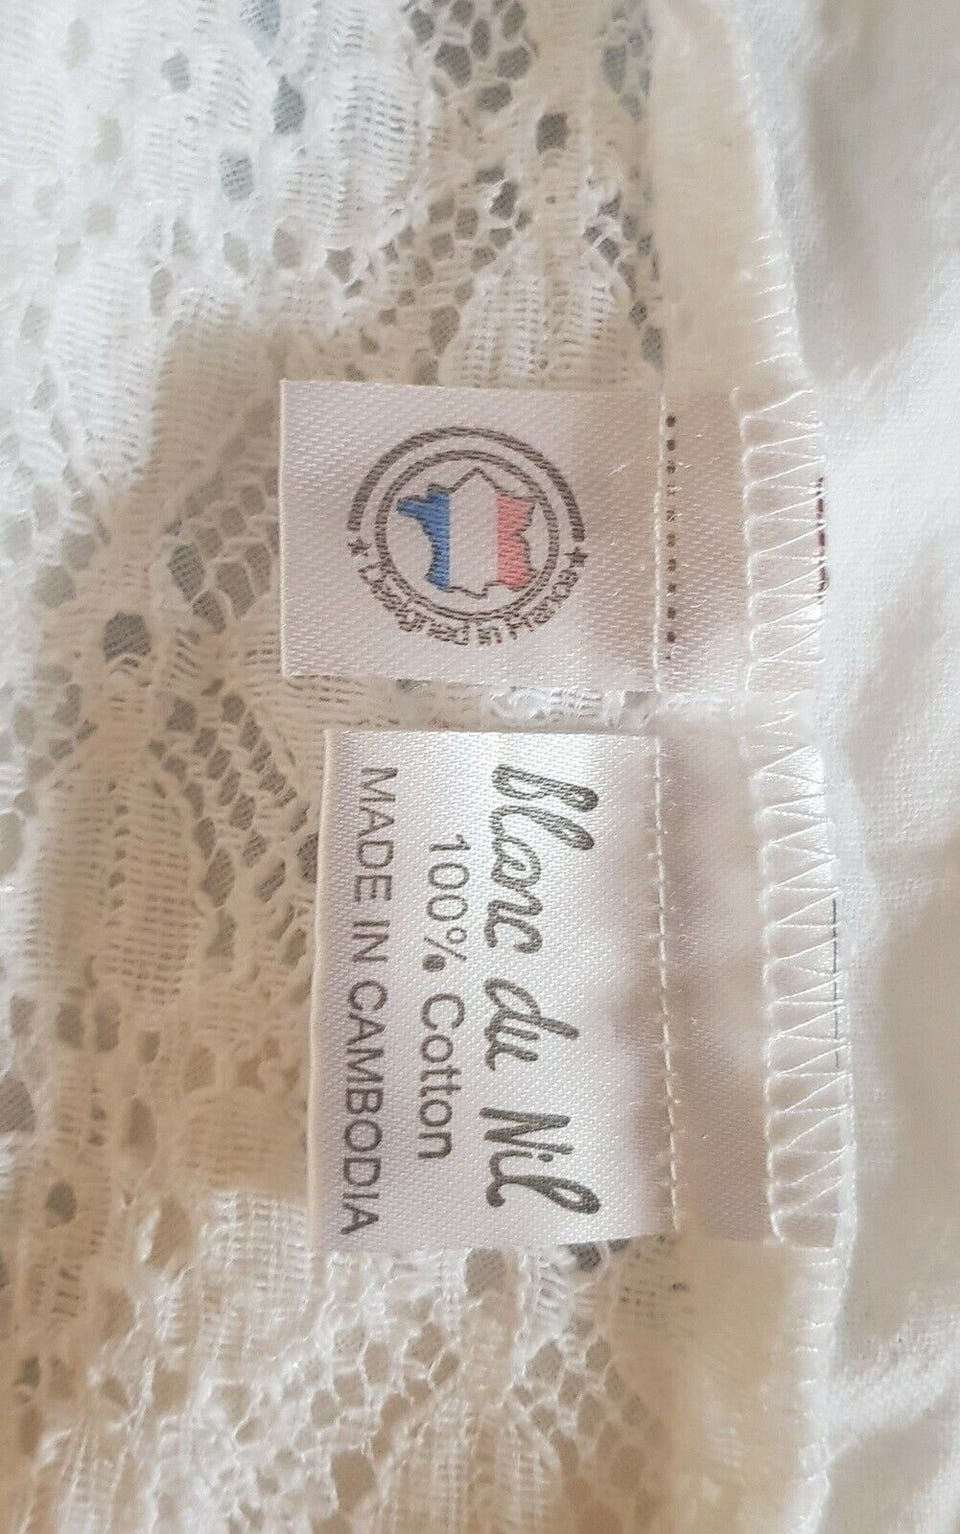 Designed in France
Blanc du Nil
100% Cotton
MADE IN CAMBODIA